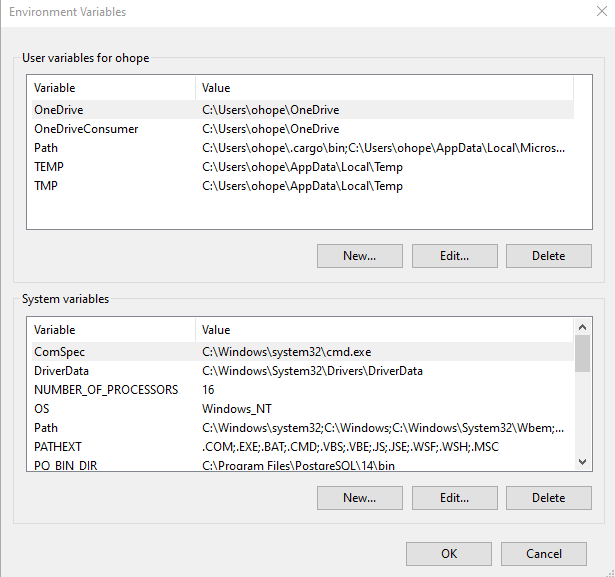 Environment Variables
User variables for ohope
Variable Value
OneDrive C:\Users\ohope\OneDrive
OneDriveConsumer C:\Users\ohope\OneDrive
Path C:\Users\ohope\.cargo\bin;C:\Users\ohope\AppData\Local\Micros...
TEMP C:\Users\ohope\AppData\Local\Temp
TMP C:\Users\ohope\AppData\Local\Temp
New... Edit... Delete
System variables
Variable Value
ComSpec C:\Windows\system32\cmd.exe
DriverData C:\Windows\System32\Drivers\DriverData
NUMBER_OF_PROCESSORS 16
OS Windows_NT
Path C:\Windows\system32;C:\Windows;C:\Windows\System32\Wbem;...
PATHEXT .COM;.EXE;.BAT;.CMD;.VBS;.VBE;.JS;.JSE;.WSF;.WSH;.MSC
PQ_BIN_DIR C:\Program Files\PostgreSQL\14\bin
New... Edit... Delete
OK Cancel